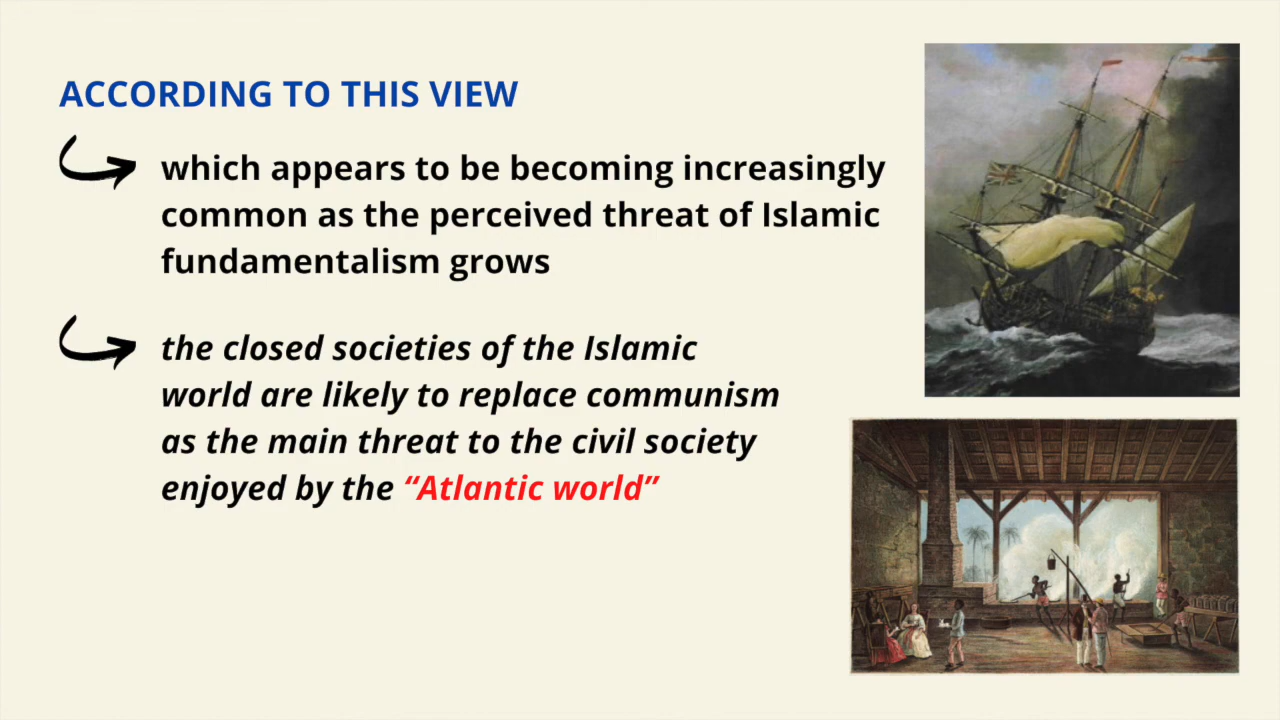 ACCORDING TO THIS VIEW
which appears to be becoming increasingly
common as the perceived threat of Islamic
fundamentalism grows
the closed societies of the Islamic
world are likely to replace communism
as the main threat to the civil society
enjoyed by the “Atlantic world”